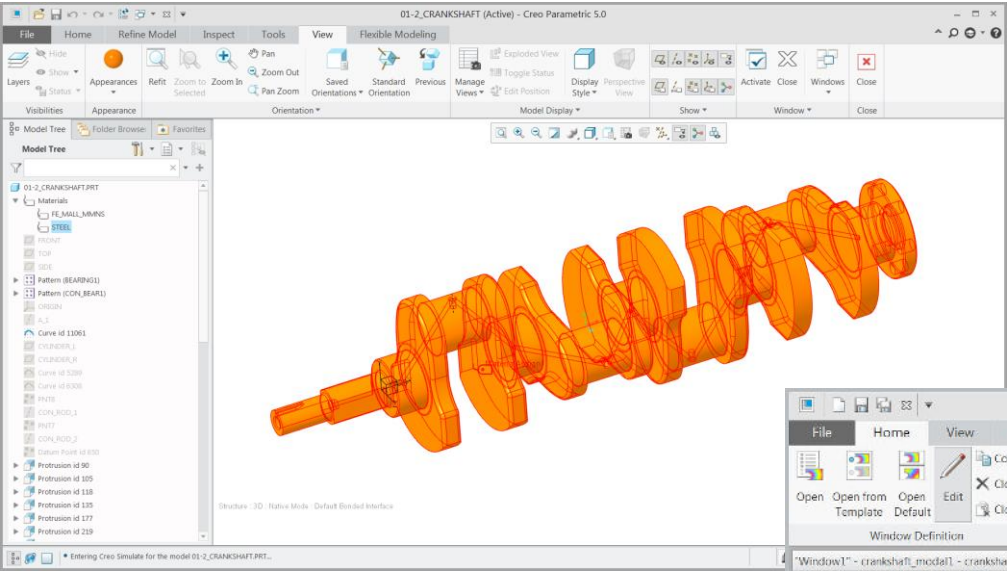 01-2_CRANKSHAFT (Active) - Creo Parametric 5.0
File Home Refine Model Inspect Tools View Flexible Modeling
Hide
Show
Status
Layers
Appearances
Refit
Zoom to Selected
Zoom In
Pan
Zoom Out
Pan Zoom
Saved Orientations
Standard Orientation
Previous
Manage Views
Exploded View
Toggle Status
Edit Position
Display Style
Perspective View
Activate
Close
Windows
Close
Visibilities Appearance Orientation Model Display Show Window Close
Model Tree Folder Browser Favorites
Model Tree
01-2_CRANKSHAFT.PRT
Materials
FE_MALL_MMNS
STEEL
FRONT
TOP
SIDE
Pattern (BEARING1)
Pattern (CON_BEAR1)
ORIGIN
A_1
Curve id 11061
CYLINDER_L
CYLINDER_R
Curve id 5288
Curve id 6308
PNT6
CON_ROD_1
PNT7
CON_ROD_2
Datum Point id 650
Protrusion id 90
Protrusion id 105
Protrusion id 118
Protrusion id 135
Protrusion id 177
Protrusion id 219
Structure : 3D : Native Mode : Default Bonded Interface
Entering Creo Simulate for the model 01-2_CRANKSHAFT.PRT...
File Home View
Open
Open from Template
Open Default
Edit
Window Definition
"Window1" - crankshaft_modal1 - cranksha